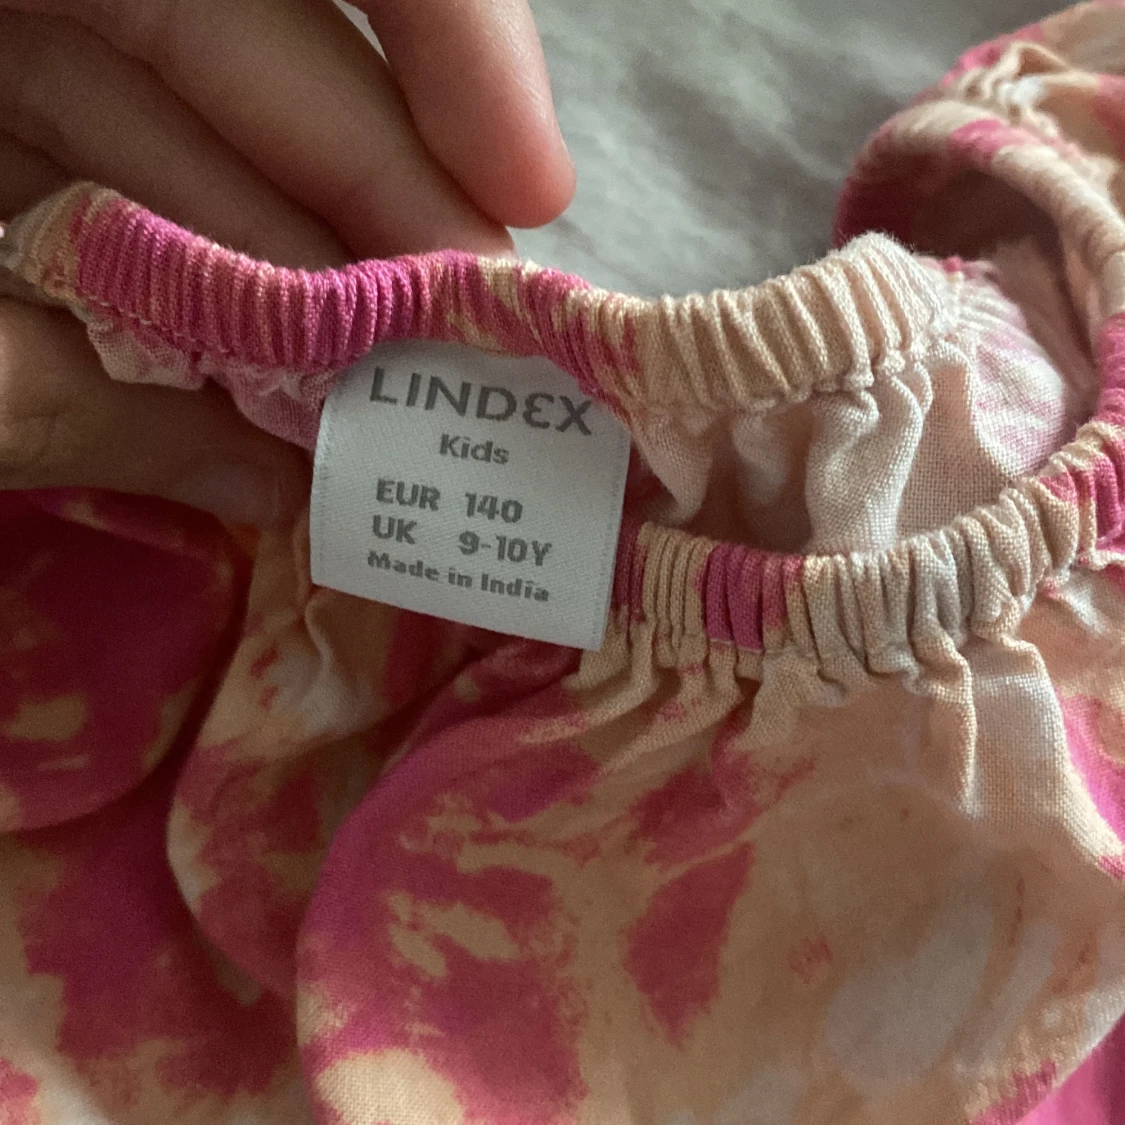 LINDEX
Kids
EUR 140
UK 9-10Y
Made in India